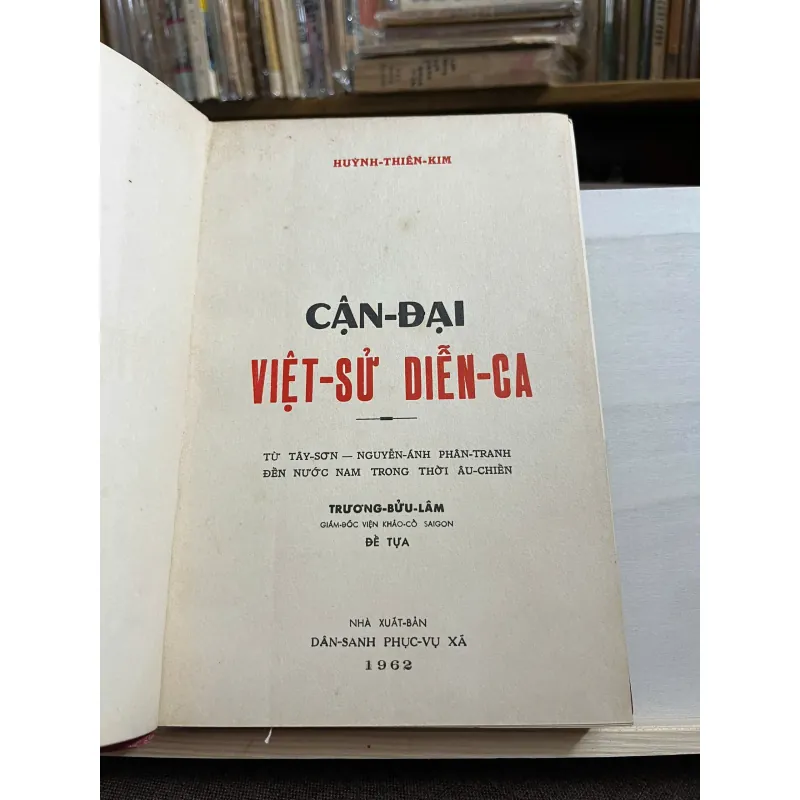 HUỲNH-THIÊN-KIM
CẬN-ĐẠI
VIỆT-SỬ DIỄN-CA
TỪ TÂY-SƠN — NGUYỄN-ÁNH PHÂN-TRANH
ĐẾN NƯỚC NAM TRONG THỜI ÂU-CHIẾN
TRƯƠNG-BỬU-LÂM
GIÁM-ĐỐC VIỆN KHẢO-CỔ SAIGON
ĐỀ TỰA
NHÀ XUẤT-BẢN
DÂN-SANH PHỤC-VỤ XÃ
1962